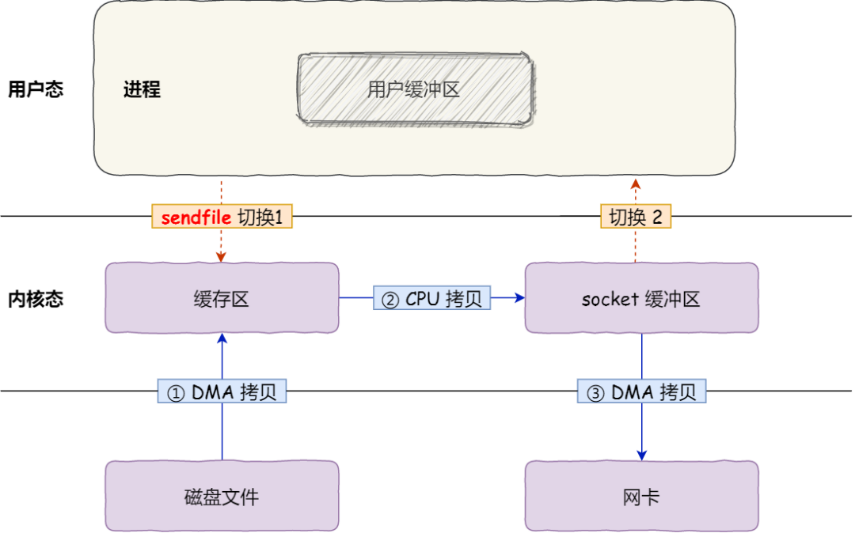 用户态
进程
用户缓冲区
sendfile 切换1
切换 2
内核态
缓存区
② CPU 拷贝
socket 缓冲区
① DMA 拷贝
③ DMA 拷贝
磁盘文件
网卡